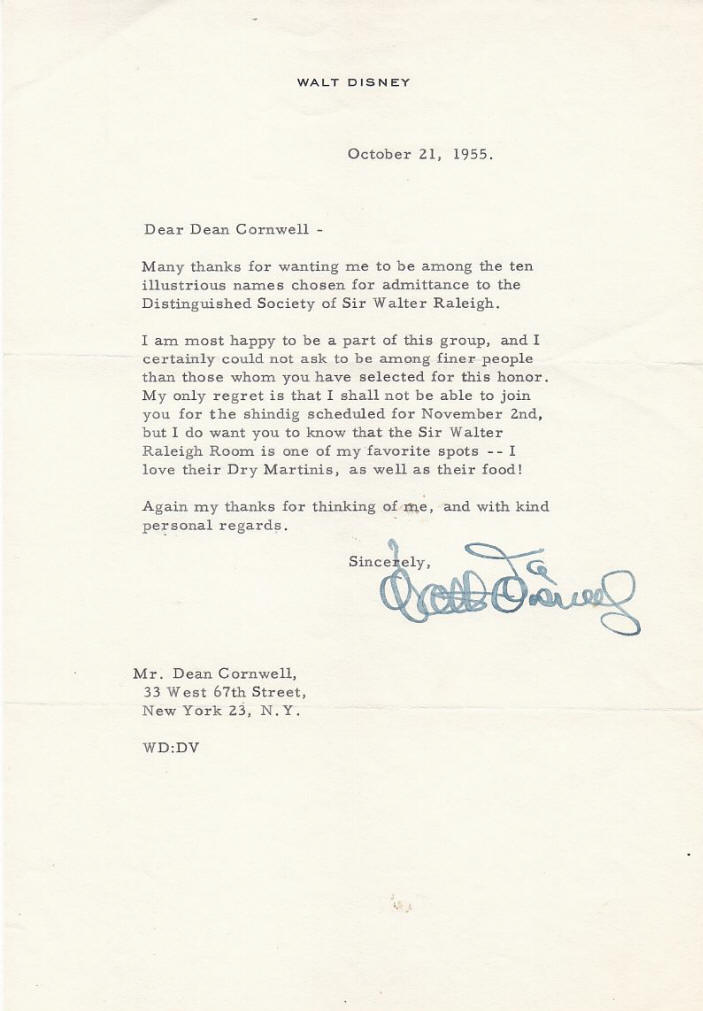 WALT DISNEY
October 21, 1955.
Dear Dean Cornwell -
Many thanks for wanting me to be among the ten
illustrious names chosen for admittance to the
Distinguished Society of Sir Walter Raleigh.
I am most happy to be a part of this group, and I
certainly could not ask to be among finer people
than those whom you have selected for this honor.
My only regret is that I shall not be able to join
you for the shindig scheduled for November 2nd,
but I do want you to know that the Sir Walter
Raleigh Room is one of my favorite spots -- I
love their Dry Martinis, as well as their food!
Again my thanks for thinking of me, and with kind
personal regards.
Sincerely,
Walt Disney
Mr. Dean Cornwell,
33 West 67th Street,
New York 23, N.Y.
WD:DV